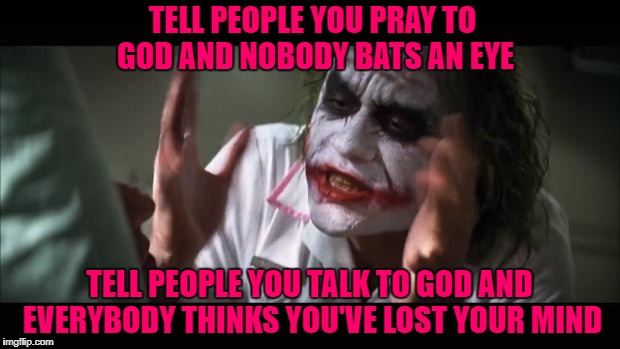 TELL PEOPLE YOU PRAY TO
GOD AND NOBODY BATS AN EYE
TELL PEOPLE YOU TALK TO GOD AND
EVERYBODY THINKS YOU'VE LOST YOUR MIND
imgflip.com